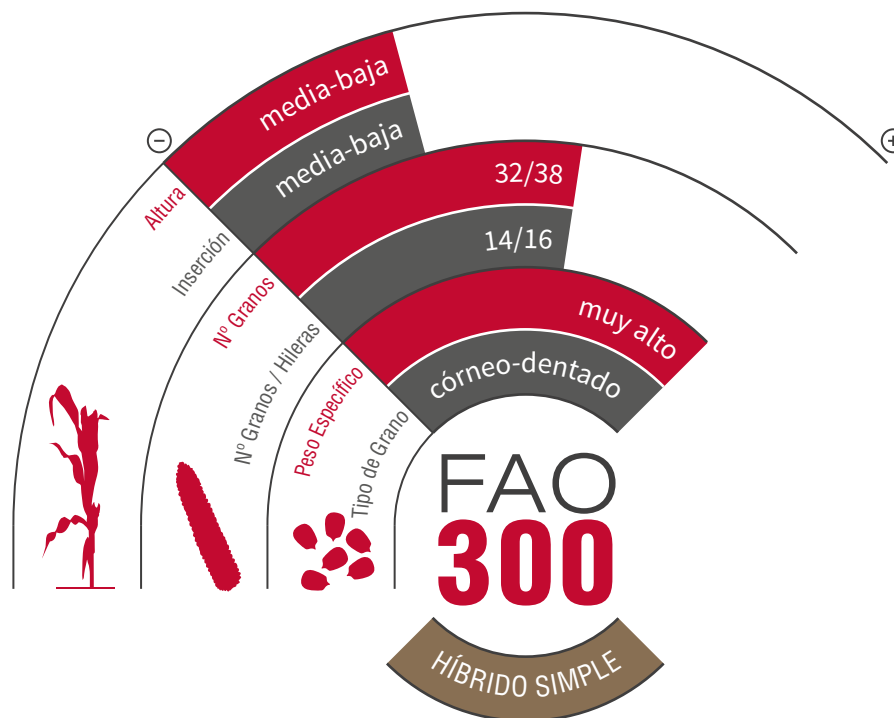 −
+
Altura
media-baja
Inserción
media-baja
Nº Granos
32/38
Nº Granos / Hileras
14/16
Peso Específico
muy alto
Tipo de Grano
córneo-dentado
FAO
300
HÍBRIDO SIMPLE